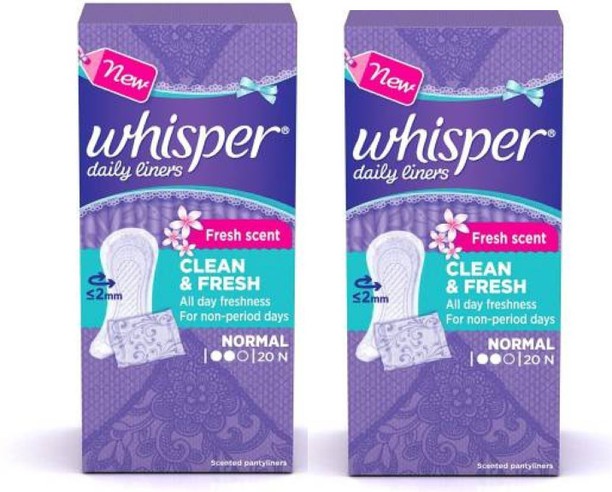 New
whisper®
daily liners
Fresh scent
CLEAN
& FRESH
All day freshness
For non-period days
≤2mm
NORMAL
20 N
Scented pantyliners
New
whisper®
daily liners
Fresh scent
CLEAN
& FRESH
All day freshness
For non-period days
≤2mm
NORMAL
20 N
Scented pantyliners